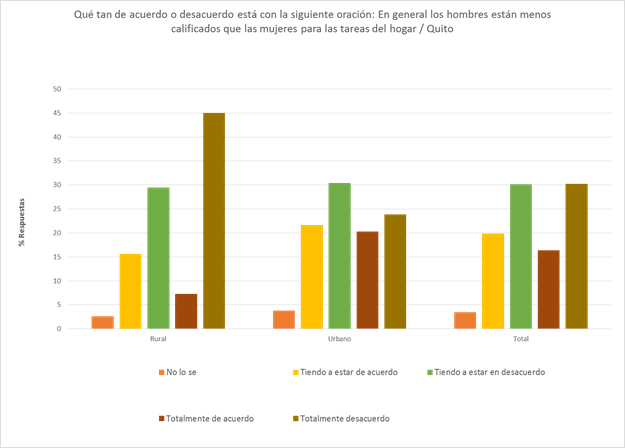 Qué tan de acuerdo o desacuerdo está con la siguiente oración: En general los hombres están menos
calificados que las mujeres para las tareas del hogar / Quito
50
45
40
35
30
25
20
15
10
5
0
% Respuestas
Rural
Urbano
Total
No lo se
Tiendo a estar de acuerdo
Tiendo a estar en desacuerdo
Totalmente de acuerdo
Totalmente desacuerdo